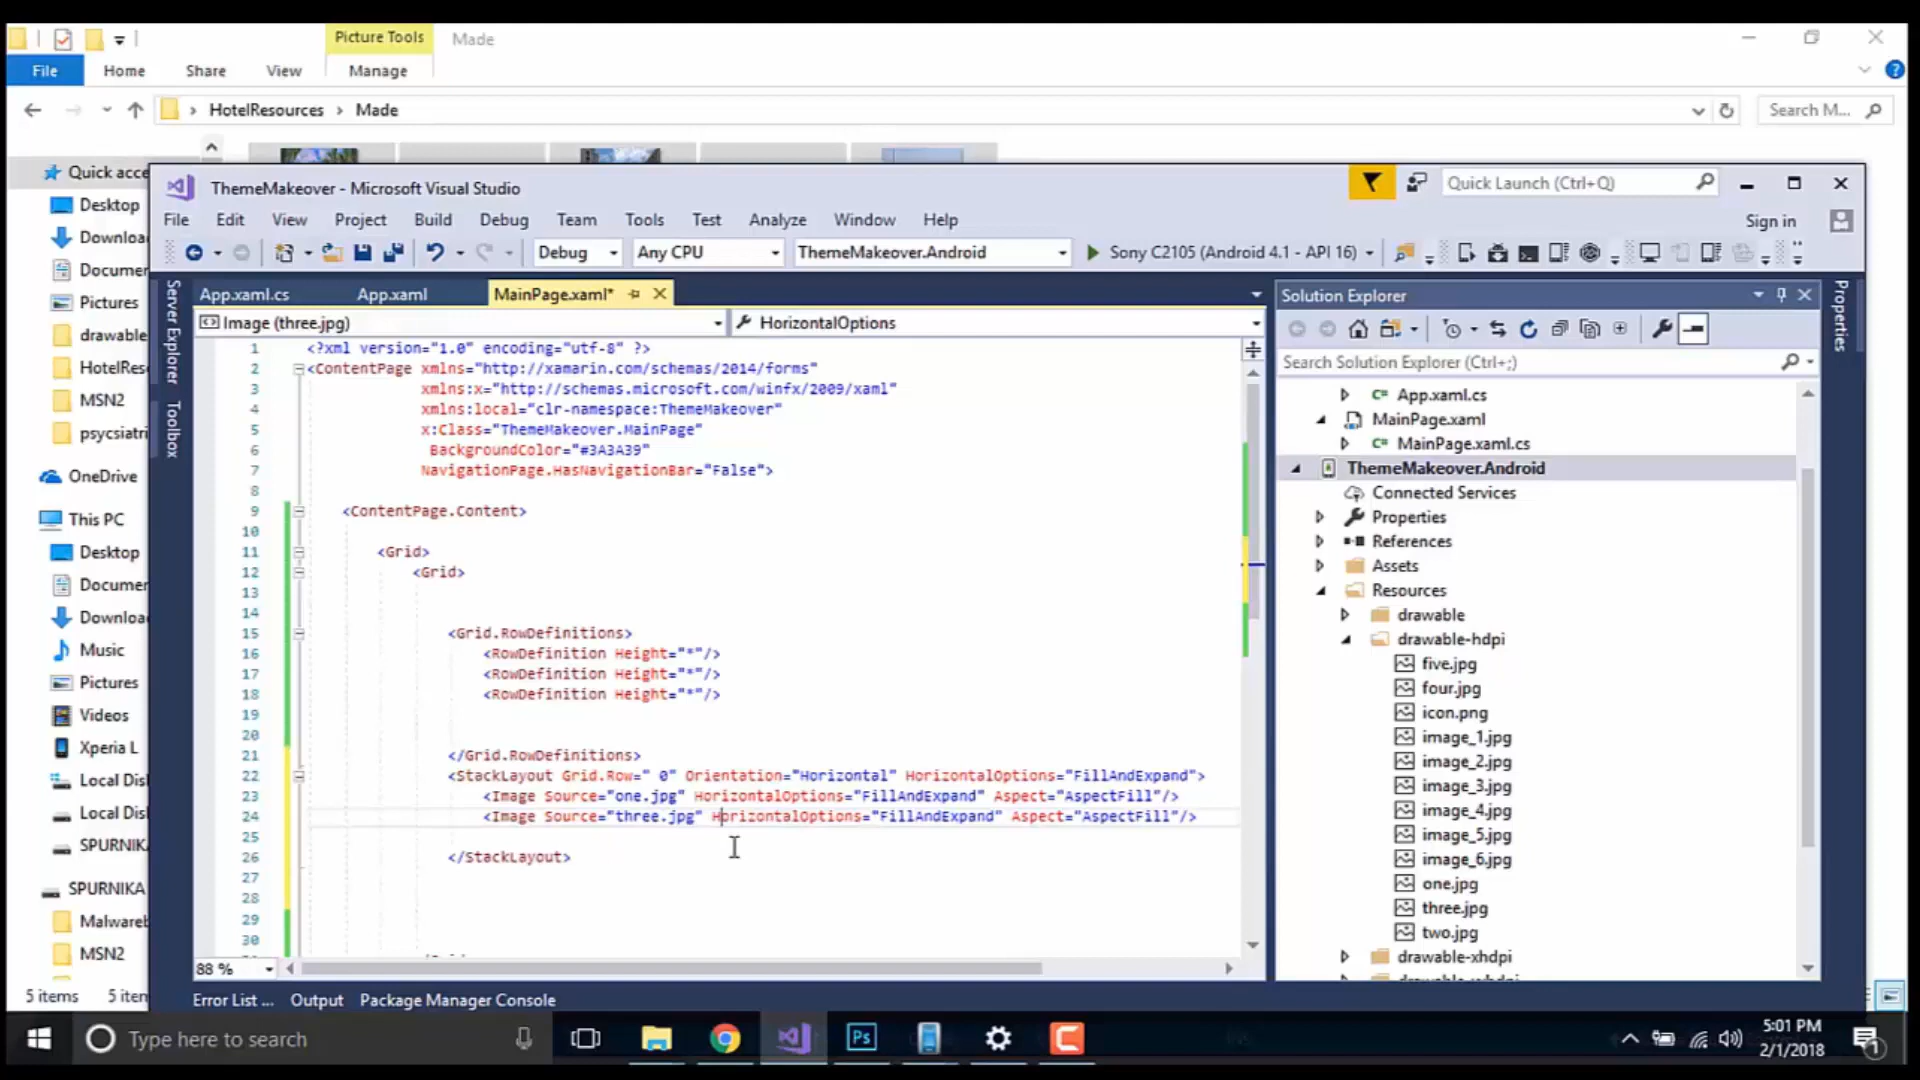 Picture Tools
Made
File
Home
Share
View
Manage
HotelResources
Made
Search M...
Quick acce
Desktop
Downloa
Documer
Pictures
drawable
HotelRes
MSN2
psycsiatri
OneDrive
This PC
Desktop
Documer
Downloa
Music
Pictures
Videos
Xperia L
Local Dis
Local Dis
SPURNIK
SPURNIKA
Malwareb
MSN2
5 items
5 iten
ThemeMakeover - Microsoft Visual Studio
Quick Launch (Ctrl+Q)
File Edit View Project Build Debug Team Tools Test Analyze Window Help
Sign in
Debug
Any CPU
ThemeMakeover.Android
Sony C2105 (Android 4.1 - API 16)
Server Explorer
Toolbox
App.xaml.cs
App.xaml
MainPage.xaml*
Image (three.jpg)
HorizontalOptions
1 <?xml version="1.0" encoding="utf-8" ?>
2 <ContentPage xmlns="http://xamarin.com/schemas/2014/forms"
3 xmlns:x="http://schemas.microsoft.com/winfx/2009/xaml"
4 xmlns:local="clr-namespace:ThemeMakeover"
5 x:Class="ThemeMakeover.MainPage"
6 BackgroundColor="#3A3A39"
7 NavigationPage.HasNavigationBar="False">
8
9 <ContentPage.Content>
10
11 <Grid>
12 <Grid>
13
14
15 <Grid.RowDefinitions>
16 <RowDefinition Height="*"/>
17 <RowDefinition Height="*"/>
18 <RowDefinition Height="*"/>
19
20
21 </Grid.RowDefinitions>
22 <StackLayout Grid.Row=" 0" Orientation="Horizontal" HorizontalOptions="FillAndExpand">
23 <Image Source="one.jpg" HorizontalOptions="FillAndExpand" Aspect="AspectFill"/>
24 <Image Source="three.jpg" HorizontalOptions="FillAndExpand" Aspect="AspectFill"/>
25
26 </StackLayout>
27
28
29
30
88 %
Error List ...
Output
Package Manager Console
Solution Explorer
Search Solution Explorer (Ctrl+;)
C# App.xaml.cs
MainPage.xaml
C# MainPage.xaml.cs
ThemeMakeover.Android
Connected Services
Properties
References
Assets
Resources
drawable
drawable-hdpi
five.jpg
four.jpg
icon.png
image_1.jpg
image_2.jpg
image_3.jpg
image_4.jpg
image_5.jpg
image_6.jpg
one.jpg
three.jpg
two.jpg
drawable-xhdpi
Properties
Type here to search
Ps
5:01 PM
2/1/2018
1